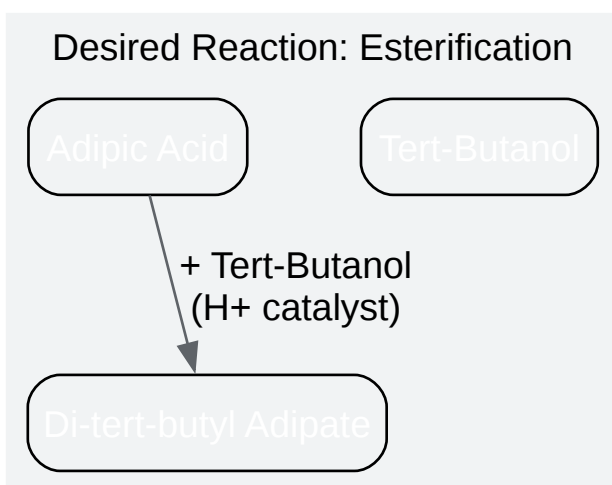 Desired Reaction: Esterification
Adipic Acid
Tert-Butanol
+ Tert-Butanol
(H+ catalyst)
Di-tert-butyl Adipate